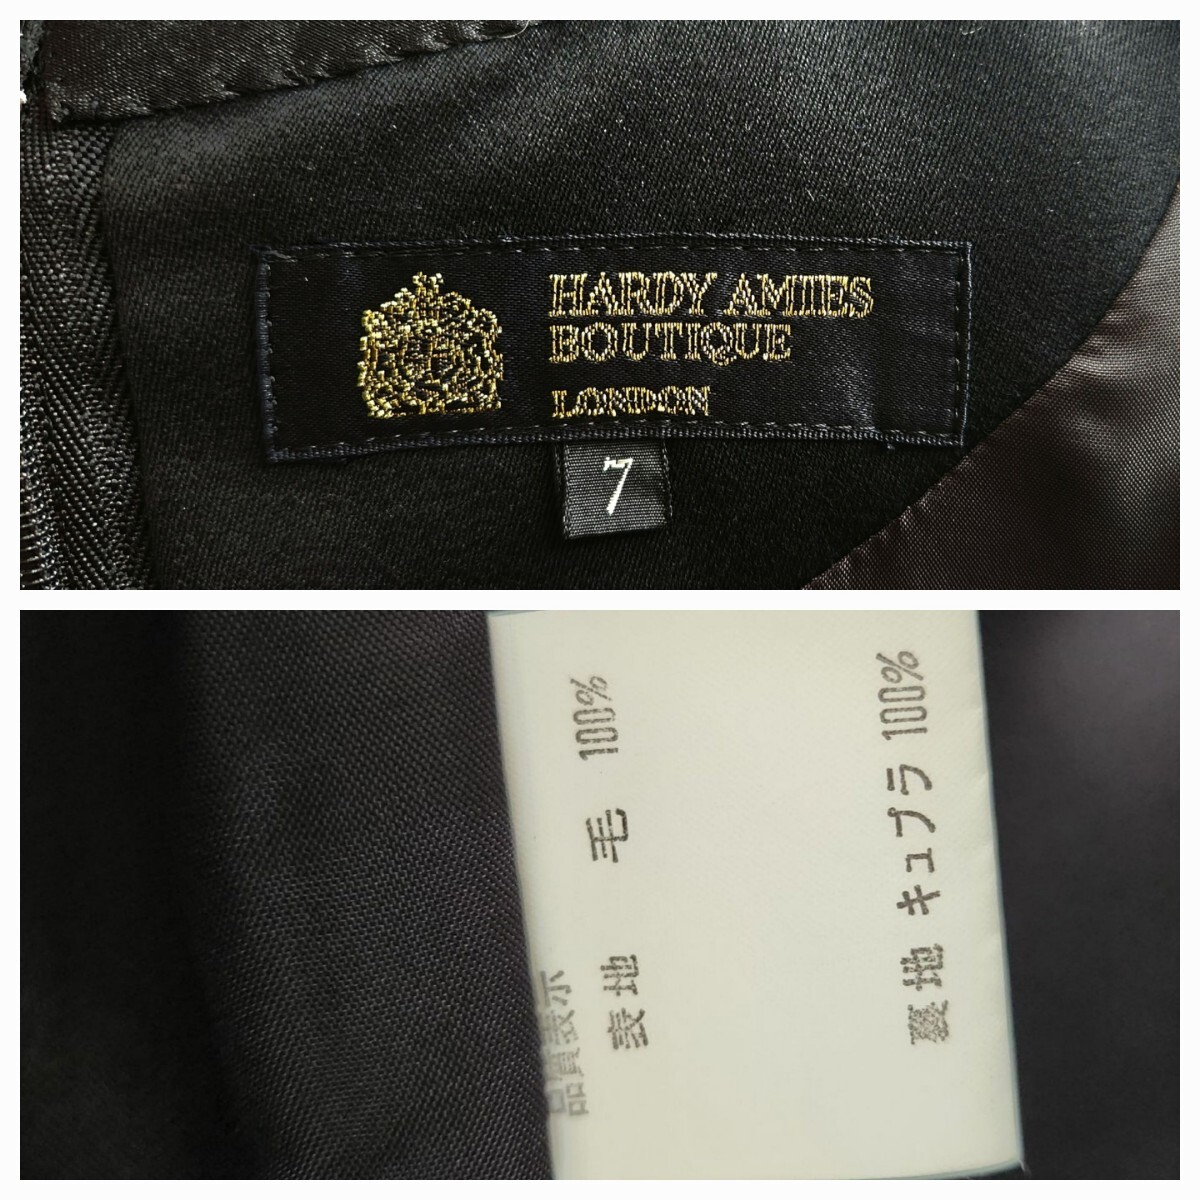 HARDY AMIES
BOUTIQUE
LONDON
7
品質表示
表地 毛 100%
裏地 キュプラ 100%